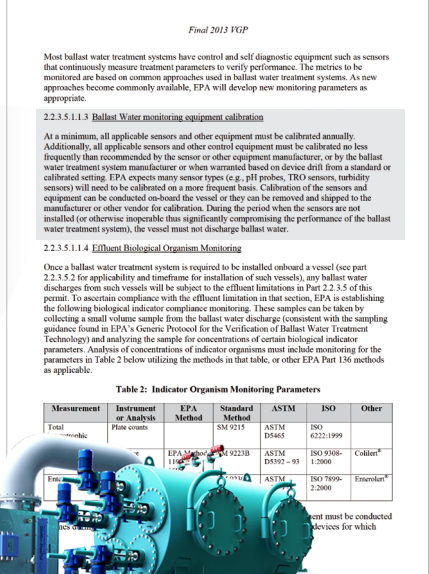 Final 2013 VGP
Most ballast water treatment systems have control and self diagnostic equipment such as sensors
that continuously measure treatment parameters to verify performance. The metrics to be
monitored are based on common approaches used in ballast water treatment systems. As new
approaches become commonly available, EPA will develop new monitoring parameters as
appropriate.
2.2.3.5.1.1.3 Ballast Water monitoring equipment calibration
At a minimum, all applicable sensors and other equipment must be calibrated annually.
Additionally, all applicable sensors and other control equipment must be calibrated no less
frequently than recommended by the sensor or other equipment manufacturer, or by the ballast
water treatment system manufacturer or when warranted based on device drift from a standard or
calibrated setting. EPA expects many sensor types (e.g., pH probes, TRO sensors, turbidity
sensors) will need to be calibrated on a more frequent basis. Calibration of the sensors and
equipment can be conducted on-board the vessel or they can be removed and shipped to the
manufacturer or other vendor for calibration. During the period when the sensors are not
installed (or otherwise inoperable thus significantly compromising the performance of the ballast
water treatment system), the vessel must not discharge ballast water.
2.2.3.5.1.1.4 Effluent Biological Organism Monitoring
Once a ballast water treatment system is required to be installed onboard a vessel (see part
2.2.3.5.2 for applicability and timeframe for installation of such vessels), any ballast water
discharges from such vessels will be subject to the effluent limitations in Part 2.2.3.5 of this
permit. To ascertain compliance with the effluent limitation in that section, EPA is establishing
the following biological indicator compliance monitoring. These samples can be taken by
collecting a small volume sample from the ballast water discharge (consistent with the sampling
guidance found in EPA's Generic Protocol for the Verification of Ballast Water Treatment
Technology) and analyzing the sample for concentrations of certain biological indicator
parameters. Analysis of concentrations of indicator organisms must include monitoring for the
parameters in Table 2 below utilizing the methods in that table, or other EPA Part 136 methods
as applicable.
Table 2: Indicator Organism Monitoring Parameters
Measurement Instrument or Analysis EPA Method Standard Method ASTM ISO Other
Total Plate counts SM 9215 ASTM D5465 ISO 6222:1999
EPA Method SM 9223B ASTM D5392 – 93 ISO 9308-1:2000 Colilert®
ASTM ISO 7899-2:2000 Enterolert®
must be conducted
devices for which